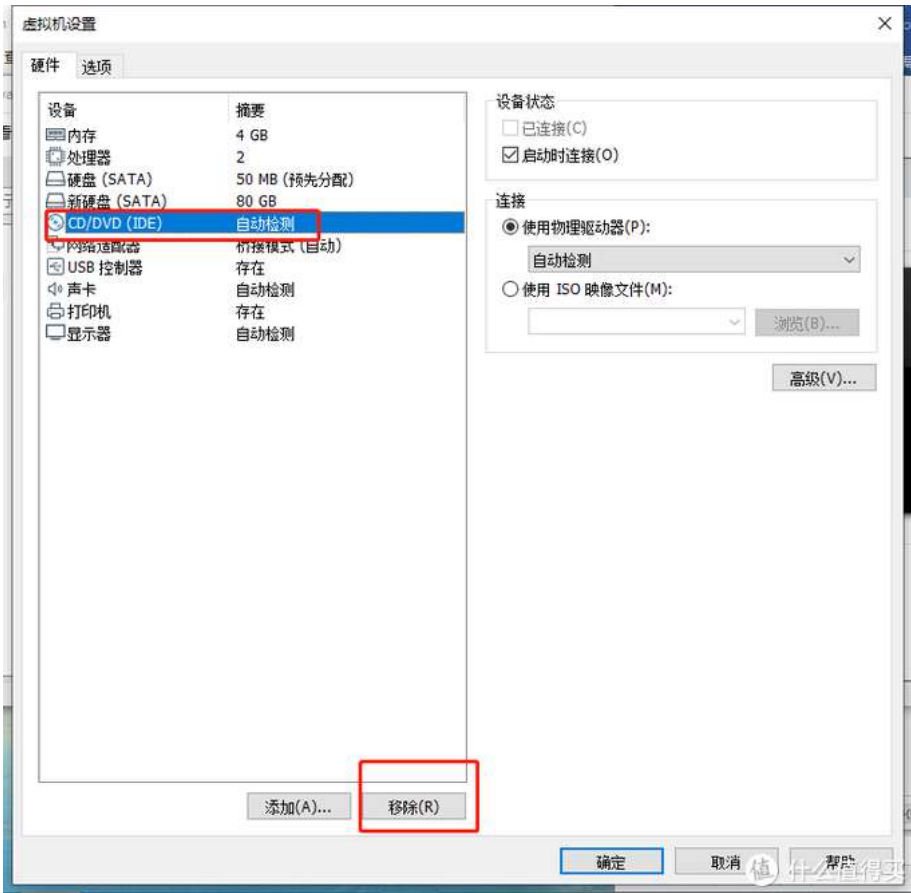 虚拟机设置
硬件 选项
设备 摘要
内存 4 GB
处理器 2
硬盘 (SATA) 50 MB (预先分配)
新硬盘 (SATA) 80 GB
CD/DVD (IDE) 自动检测
网络适配器 桥接模式 (自动)
USB 控制器 存在
声卡 自动检测
打印机 存在
显示器 自动检测
设备状态
已连接(C)
启动时连接(O)
连接
使用物理驱动器(P):
自动检测
使用 ISO 映像文件(M):
浏览(B)...
高级(V)...
添加(A)... 移除(R)
确定 取消 帮助
值 什么值得买